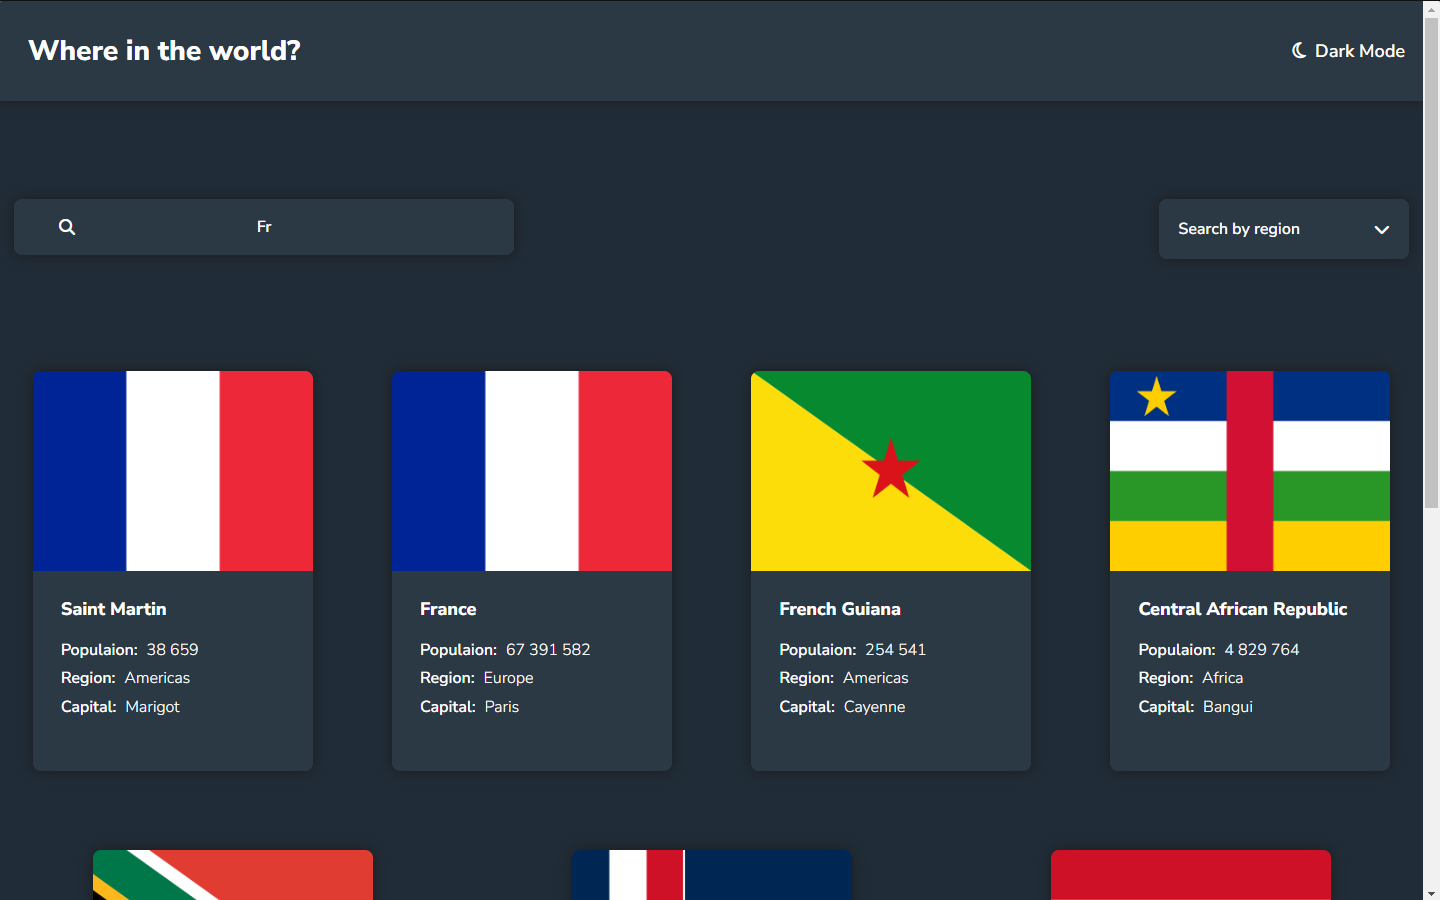 Where in the world?
Dark Mode
Fr
Search by region
Saint Martin
Populaion: 38 659
Region: Americas
Capital: Marigot
France
Populaion: 67 391 582
Region: Europe
Capital: Paris
French Guiana
Populaion: 254 541
Region: Americas
Capital: Cayenne
Central African Republic
Populaion: 4 829 764
Region: Africa
Capital: Bangui